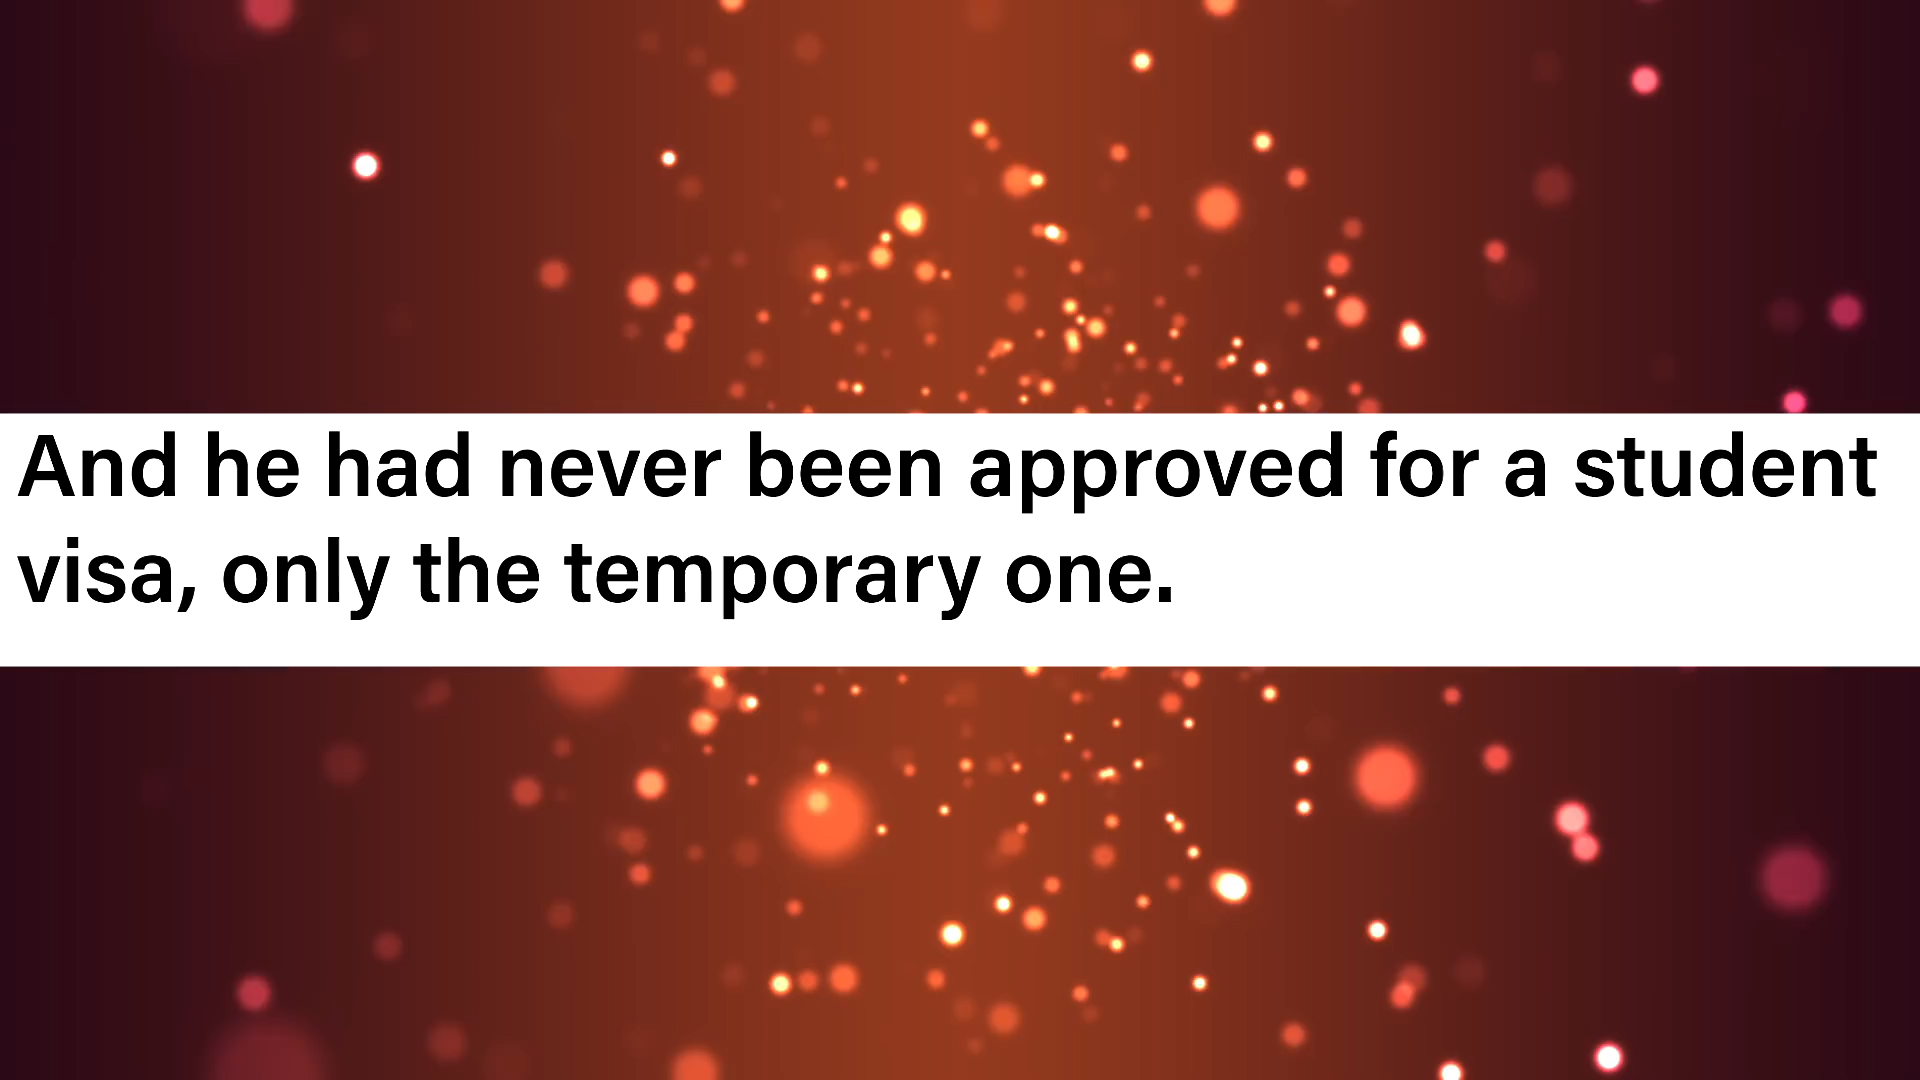 And he had never been approved for a student
visa, only the temporary one.